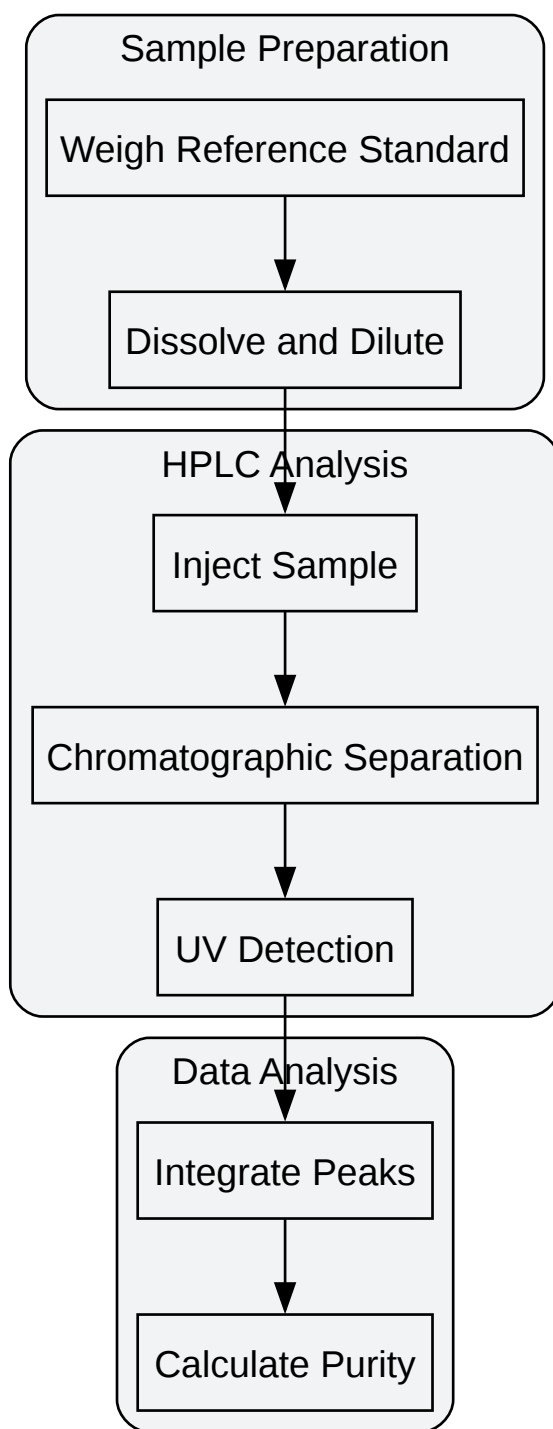 Sample Preparation
Weigh Reference Standard
Dissolve and Dilute
HPLC Analysis
Inject Sample
Chromatographic Separation
UV Detection
Data Analysis
Integrate Peaks
Calculate Purity